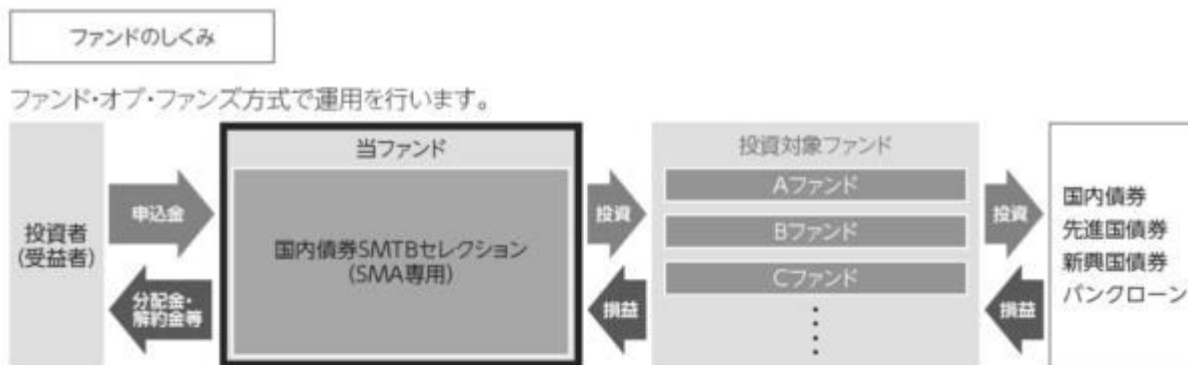 ファンドのしくみ
ファンド・オブ・ファンズ方式で運用を行います。
投資者
(受益者)
申込金
分配金・
解約金等
当ファンド
国内債券SMTBセレクション
(SMA専用)
投資
損益
投資対象ファンド
Aファンド
Bファンド
Cファンド
投資
損益
国内債券
先進国債券
新興国債券
バンクローン